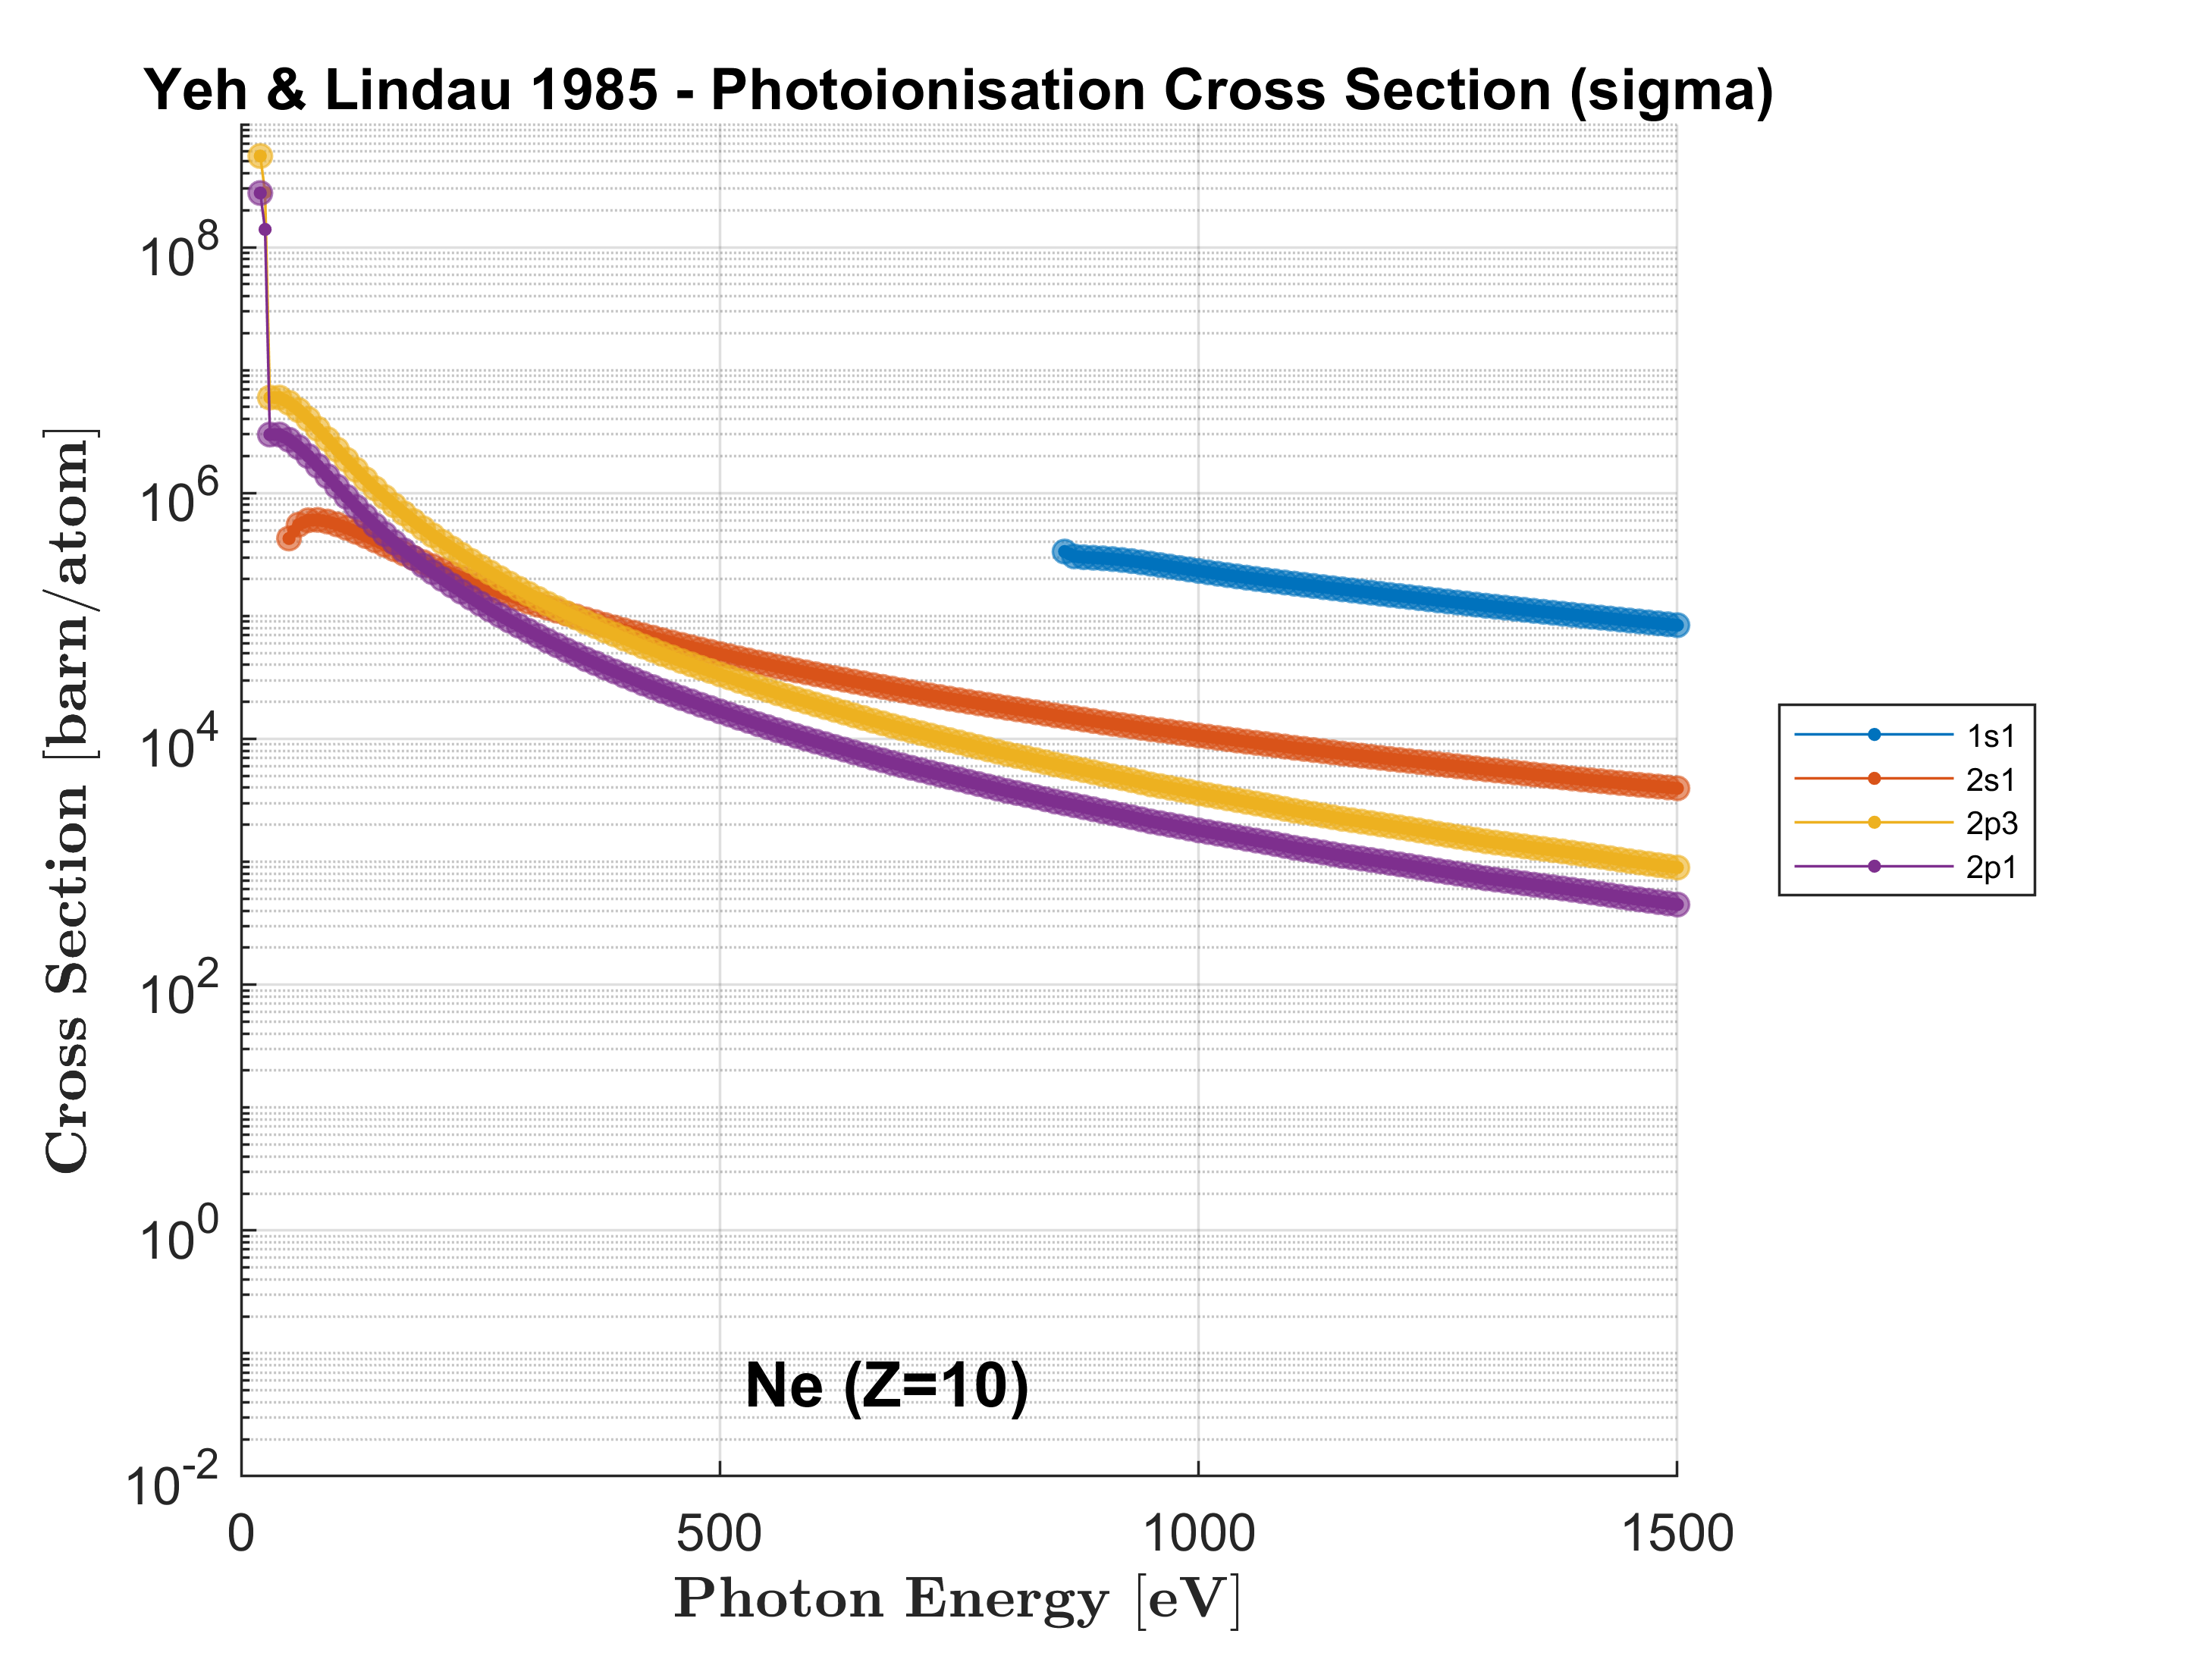 Yeh & Lindau 1985 - Photoionisation Cross Section (sigma)
Cross Section [barn/atom]
10^8
10^6
10^4
10^2
10^0
10^-2
1s1
2s1
2p3
2p1
Ne (Z=10)
0 500 1000 1500
Photon Energy [eV]